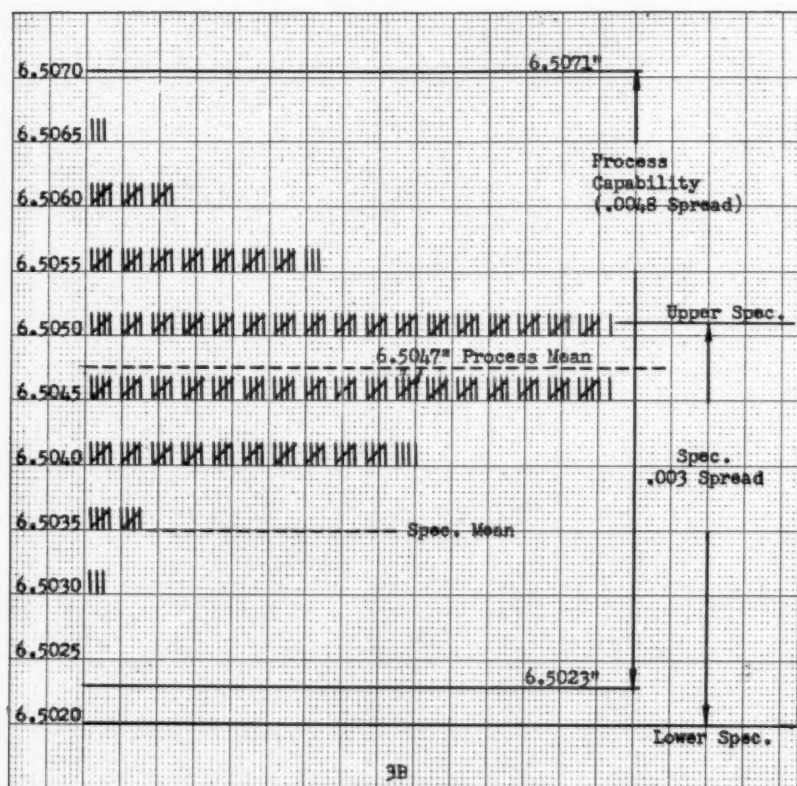 6.5071"
6.5070
6.5065
Process
Capability
(.0048 Spread)
6.5060
6.5055
Upper Spec.
6.5050
6.5047" Process Mean
6.5045
6.5040
Spec.
.003 Spread
6.5035
Spec. Mean
6.5030
6.5025
6.5023"
6.5020
Lower Spec.
3B